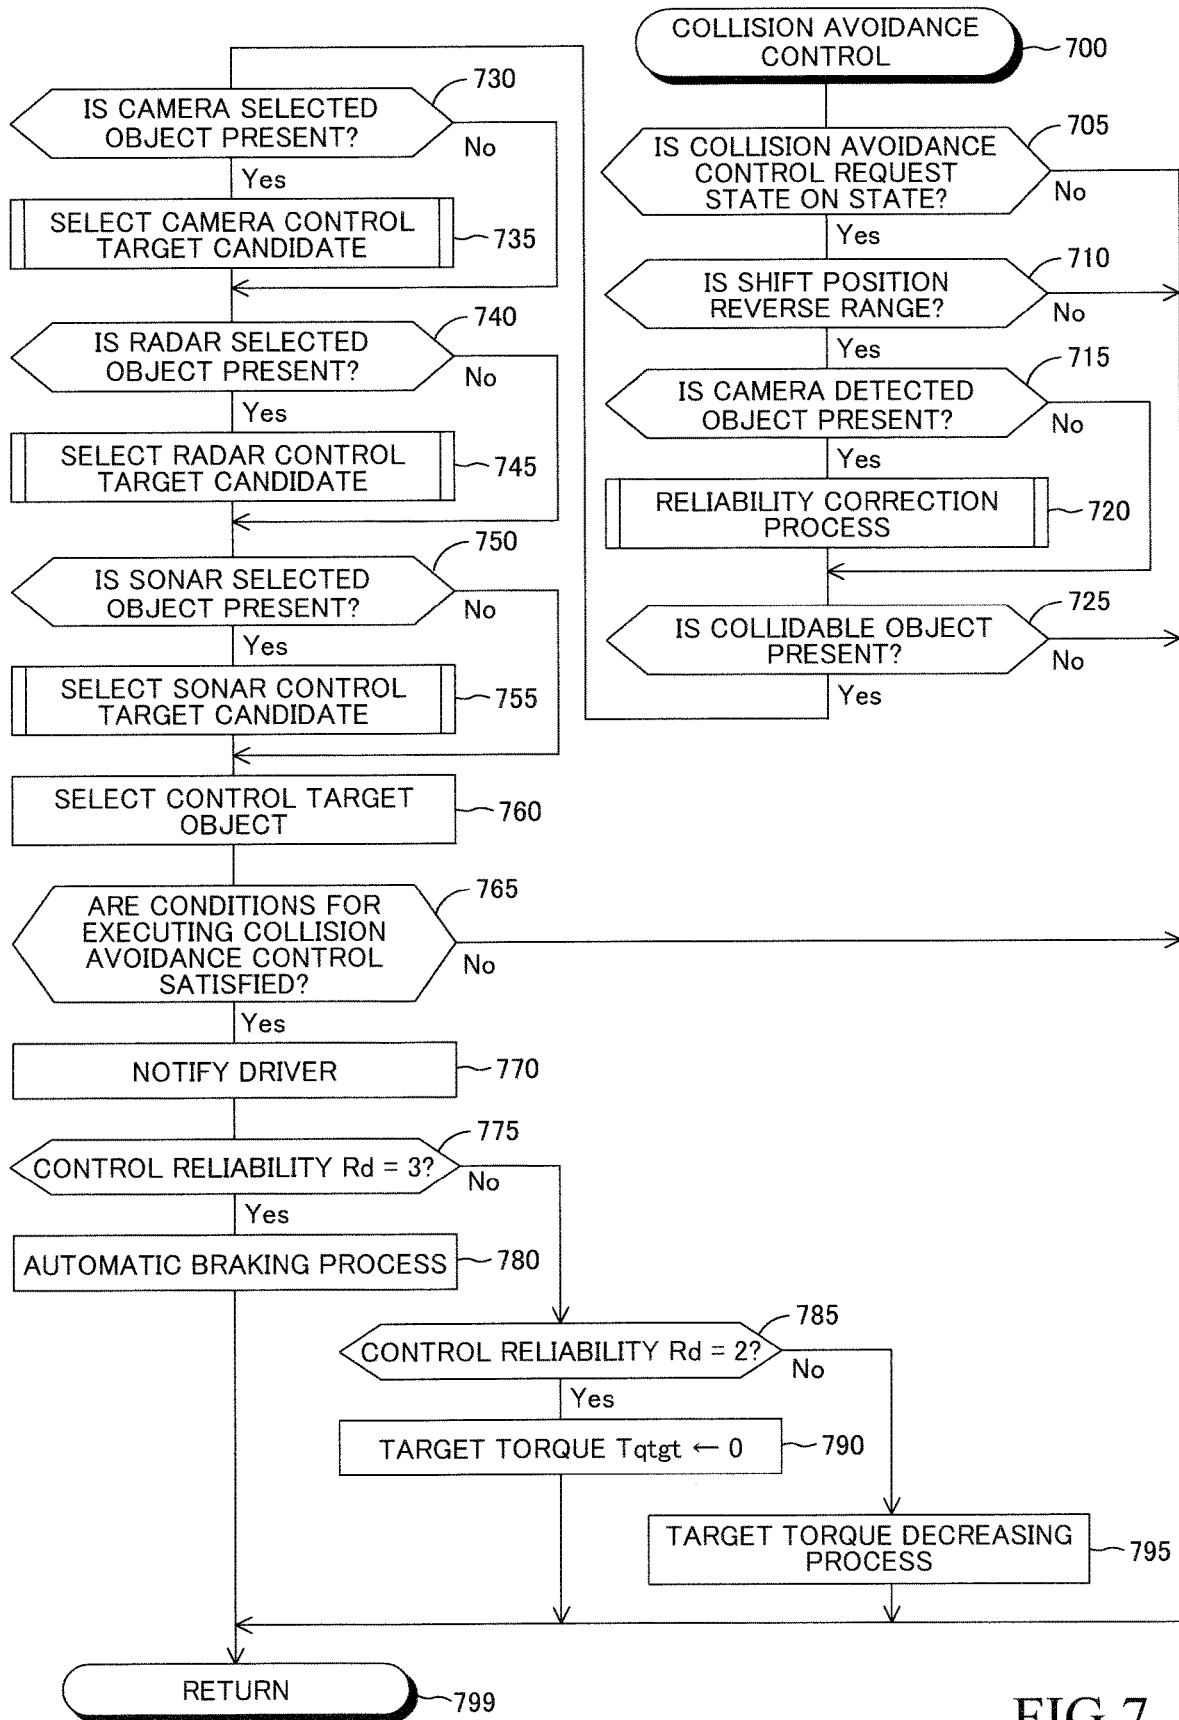 COLLISION AVOIDANCE
CONTROL
700
IS COLLISION AVOIDANCE
CONTROL REQUEST
STATE ON STATE?
705
No
Yes
IS SHIFT POSITION
REVERSE RANGE?
710
No
Yes
IS CAMERA DETECTED
OBJECT PRESENT?
715
No
Yes
RELIABILITY CORRECTION
PROCESS
720
IS COLLIDABLE OBJECT
PRESENT?
725
No
Yes
IS CAMERA SELECTED
OBJECT PRESENT?
730
No
Yes
SELECT CAMERA CONTROL
TARGET CANDIDATE
735
IS RADAR SELECTED
OBJECT PRESENT?
740
No
Yes
SELECT RADAR CONTROL
TARGET CANDIDATE
745
IS SONAR SELECTED
OBJECT PRESENT?
750
No
Yes
SELECT SONAR CONTROL
TARGET CANDIDATE
755
SELECT CONTROL TARGET
OBJECT
760
ARE CONDITIONS FOR
EXECUTING COLLISION
AVOIDANCE CONTROL
SATISFIED?
765
No
Yes
NOTIFY DRIVER
770
CONTROL RELIABILITY Rd = 3?
775
No
Yes
AUTOMATIC BRAKING PROCESS
780
CONTROL RELIABILITY Rd = 2?
785
No
Yes
TARGET TORQUE Tqtgt ← 0
790
TARGET TORQUE DECREASING
PROCESS
795
RETURN
799
FIG.7